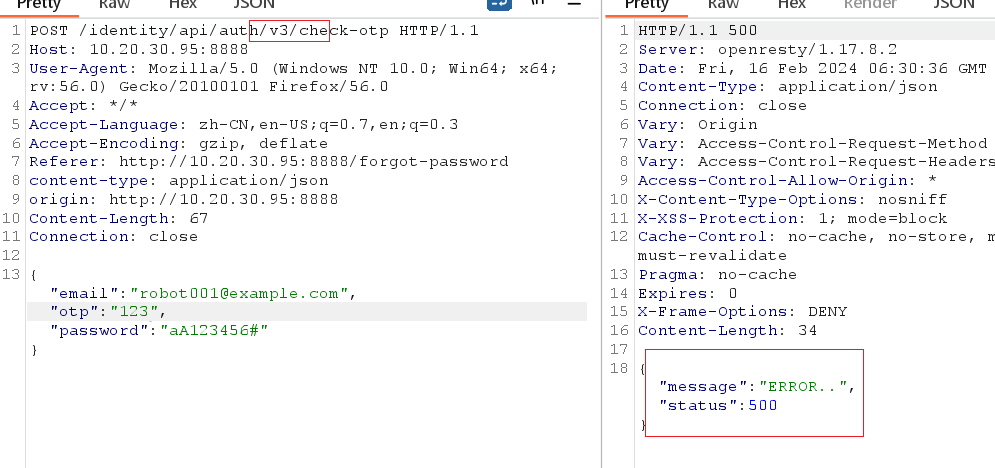 Pretty Raw Hex JSON
1 POST /identity/api/auth/v3/check-otp HTTP/1.1
2 Host: 10.20.30.95:8888
3 User-Agent: Mozilla/5.0 (Windows NT 10.0; Win64; x64;
rv:56.0) Gecko/20100101 Firefox/56.0
4 Accept: */*
5 Accept-Language: zh-CN,en-US;q=0.7,en;q=0.3
6 Accept-Encoding: gzip, deflate
7 Referer: http://10.20.30.95:8888/forgot-password
8 content-type: application/json
9 origin: http://10.20.30.95:8888
10 Content-Length: 67
11 Connection: close
12
13 {
"email":"robot001@example.com",
"otp":"123",
"password":"aA123456#"
}
Pretty Raw Hex Render JSON
1 HTTP/1.1 500
2 Server: openresty/1.17.8.2
3 Date: Fri, 16 Feb 2024 06:30:36 GMT
4 Content-Type: application/json
5 Connection: close
6 Vary: Origin
7 Vary: Access-Control-Request-Method
8 Vary: Access-Control-Request-Headers
9 Access-Control-Allow-Origin: *
10 X-Content-Type-Options: nosniff
11 X-XSS-Protection: 1; mode=block
12 Cache-Control: no-cache, no-store,
must-revalidate
13 Pragma: no-cache
14 Expires: 0
15 X-Frame-Options: DENY
16 Content-Length: 34
17
18 {
"message":"ERROR..",
"status":500
}